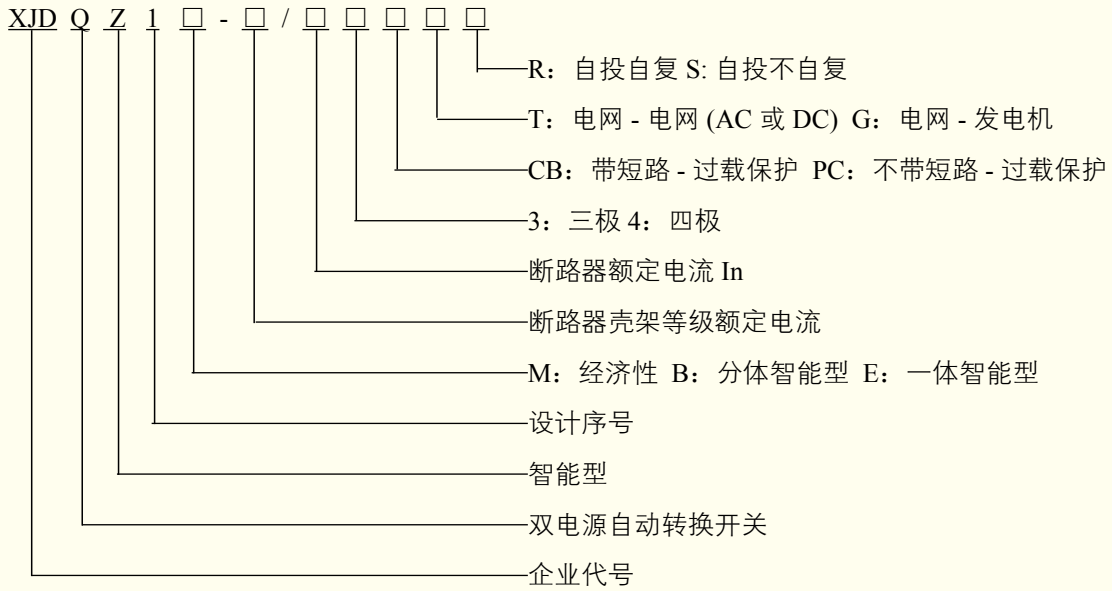 XJD Q Z 1 □ - □ / □ □ □ □ □
R：自投自复 S: 自投不自复
T：电网 - 电网 (AC 或 DC) G：电网 - 发电机
CB：带短路 - 过载保护 PC：不带短路 - 过载保护
3：三极 4：四极
断路器额定电流 In
断路器壳架等级额定电流
M：经济性 B：分体智能型 E：一体智能型
设计序号
智能型
双电源自动转换开关
企业代号